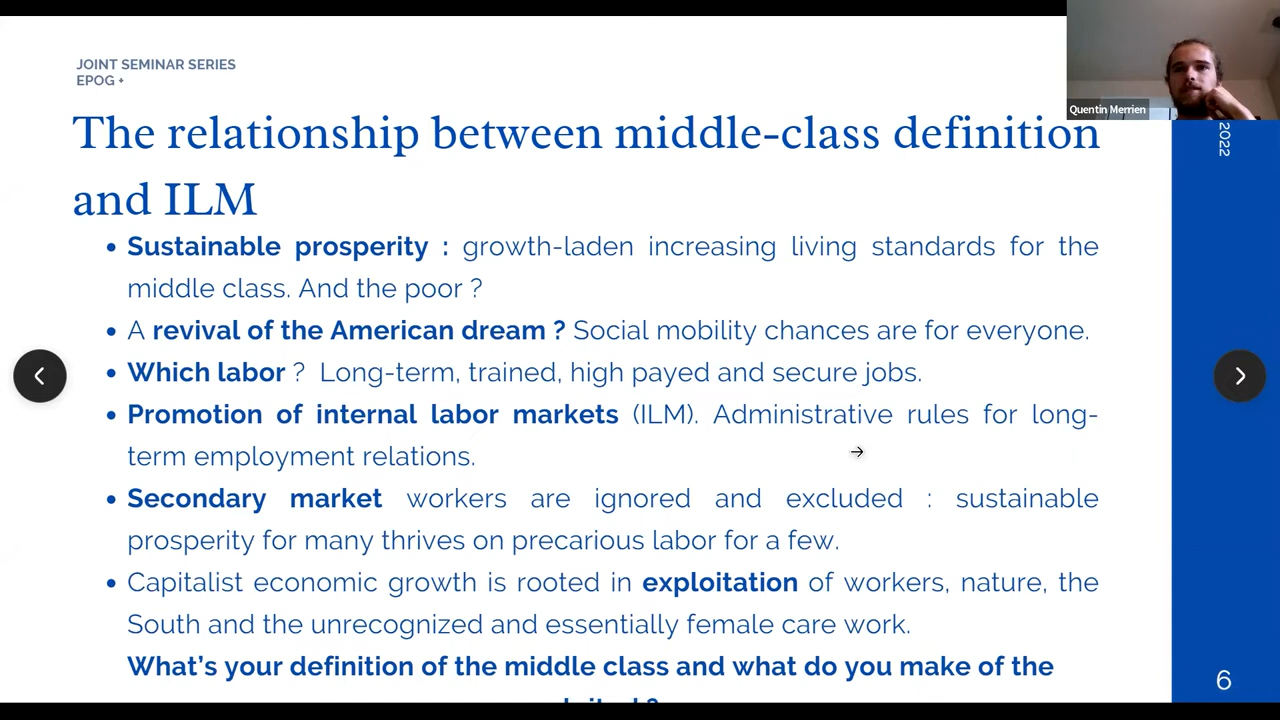 JOINT SEMINAR SERIES
EPOG +
Quentin Merrien
2022
The relationship between middle-class definition
and ILM
• Sustainable prosperity : growth-laden increasing living standards for the
middle class. And the poor ?
• A revival of the American dream ? Social mobility chances are for everyone.
• Which labor ? Long-term, trained, high payed and secure jobs.
• Promotion of internal labor markets (ILM). Administrative rules for long-
term employment relations.
• Secondary market workers are ignored and excluded : sustainable
prosperity for many thrives on precarious labor for a few.
• Capitalist economic growth is rooted in exploitation of workers, nature, the
South and the unrecognized and essentially female care work.
What's your definition of the middle class and what do you make of the
6